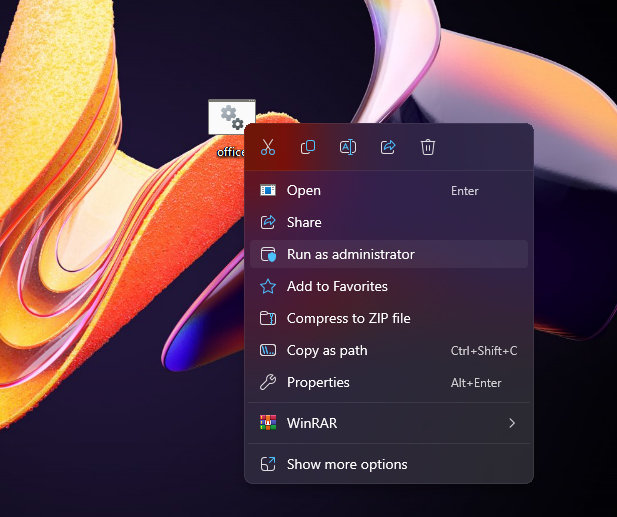 office
Open Enter
Share
Run as administrator
Add to Favorites
Compress to ZIP file
Copy as path Ctrl+Shift+C
Properties Alt+Enter
WinRAR
Show more options